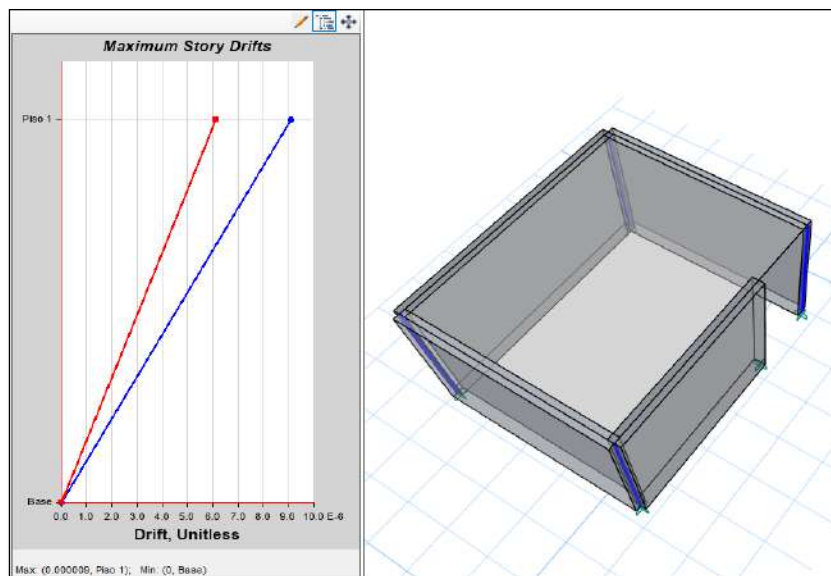 Maximum Story Drifts
Piso 1
Base
0.0 1.0 2.0 3.0 4.0 5.0 6.0 7.0 8.0 9.0 10.0 E-6
Drift, Unitless
Max: (0.000009, Piso 1); Min: (0, Base)